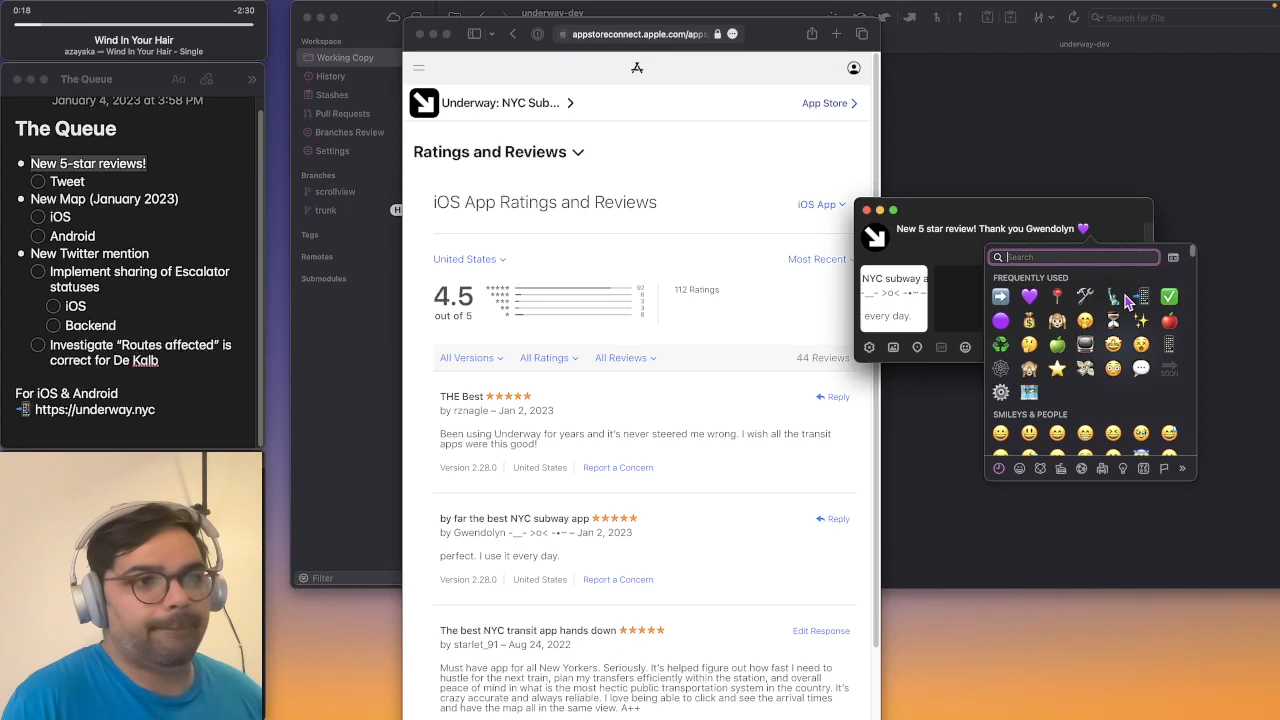 0:18
-2:30
Wind In Your Hair
azayaka — Wind In Your Hair - Single
The Queue
Aa
January 4, 2023 at 3:58 PM
The Queue
New 5-star reviews!
Tweet
New Map (January 2023)
iOS
Android
New Twitter mention
Implement sharing of Escalator
statuses
iOS
Backend
Investigate “Routes affected” is
correct for De Kalb
For iOS & Android
📲 https://underway.nyc
underway-dev
Search for File
underway-dev
Workspace
Working Copy
History
Stashes
Pull Requests
Branches Review
Settings
Branches
scrollview
trunk
H
Tags
Remotes
Submodules
Filter
appstoreconnect.apple.com/apps
Underway: NYC Sub...
App Store
Ratings and Reviews
iOS App Ratings and Reviews
iOS App
United States
Most Recent
4.5
out of 5
★★★★★ 92
★★★★ 6
★★★ 3
★★ 3
★ 8
112 Ratings
All Versions
All Ratings
All Reviews
44 Reviews
THE Best ★★★★★
Reply
by rznagle – Jan 2, 2023
Been using Underway for years and it's never steered me wrong. I wish all the transit
apps were this good!
Version 2.28.0
United States
Report a Concern
by far the best NYC subway app ★★★★★
Reply
by Gwendolyn -__- >o< -•~ – Jan 2, 2023
perfect. I use it every day.
Version 2.28.0
United States
Report a Concern
The best NYC transit app hands down ★★★★★
Edit Response
by starlet_91 – Aug 24, 2022
Must have app for all New Yorkers. Seriously. It's helped figure out how fast I need to
hustle for the next train, plan my transfers efficiently within the station, and overall
peace of mind in what is the most hectic public transportation system in the country. It's
crazy accurate and always reliable. I love being able to click and see the arrival times
and have the map all in the same view. A++
New 5 star review! Thank you Gwendolyn 💜
NYC subway a
-__- >o< -•~ –
every day.
Search
FREQUENTLY USED
SOON
SMILEYS & PEOPLE